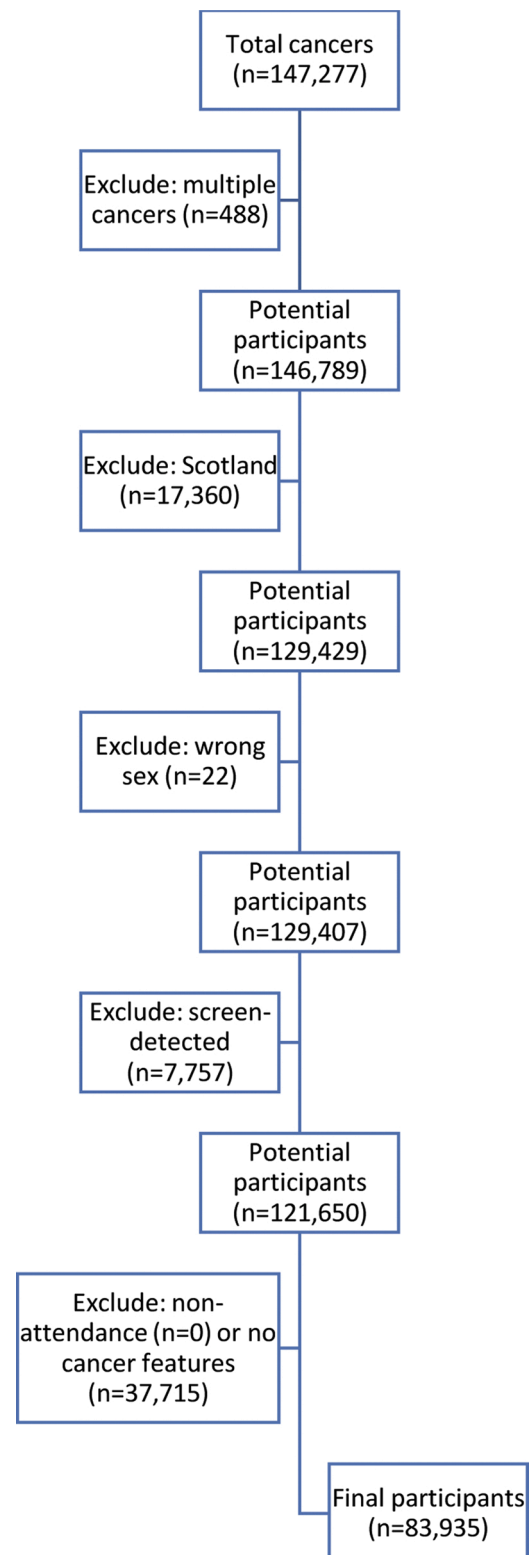 Total cancers
(n=147,277)
Exclude: multiple
cancers (n=488)
Potential
participants
(n=146,789)
Exclude: Scotland
(n=17,360)
Potential
participants
(n=129,429)
Exclude: wrong
sex (n=22)
Potential
participants
(n=129,407)
Exclude: screen-
detected
(n=7,757)
Potential
participants
(n=121,650)
Exclude: non-
attendance (n=0) or no
cancer features
(n=37,715)
Final participants
(n=83,935)